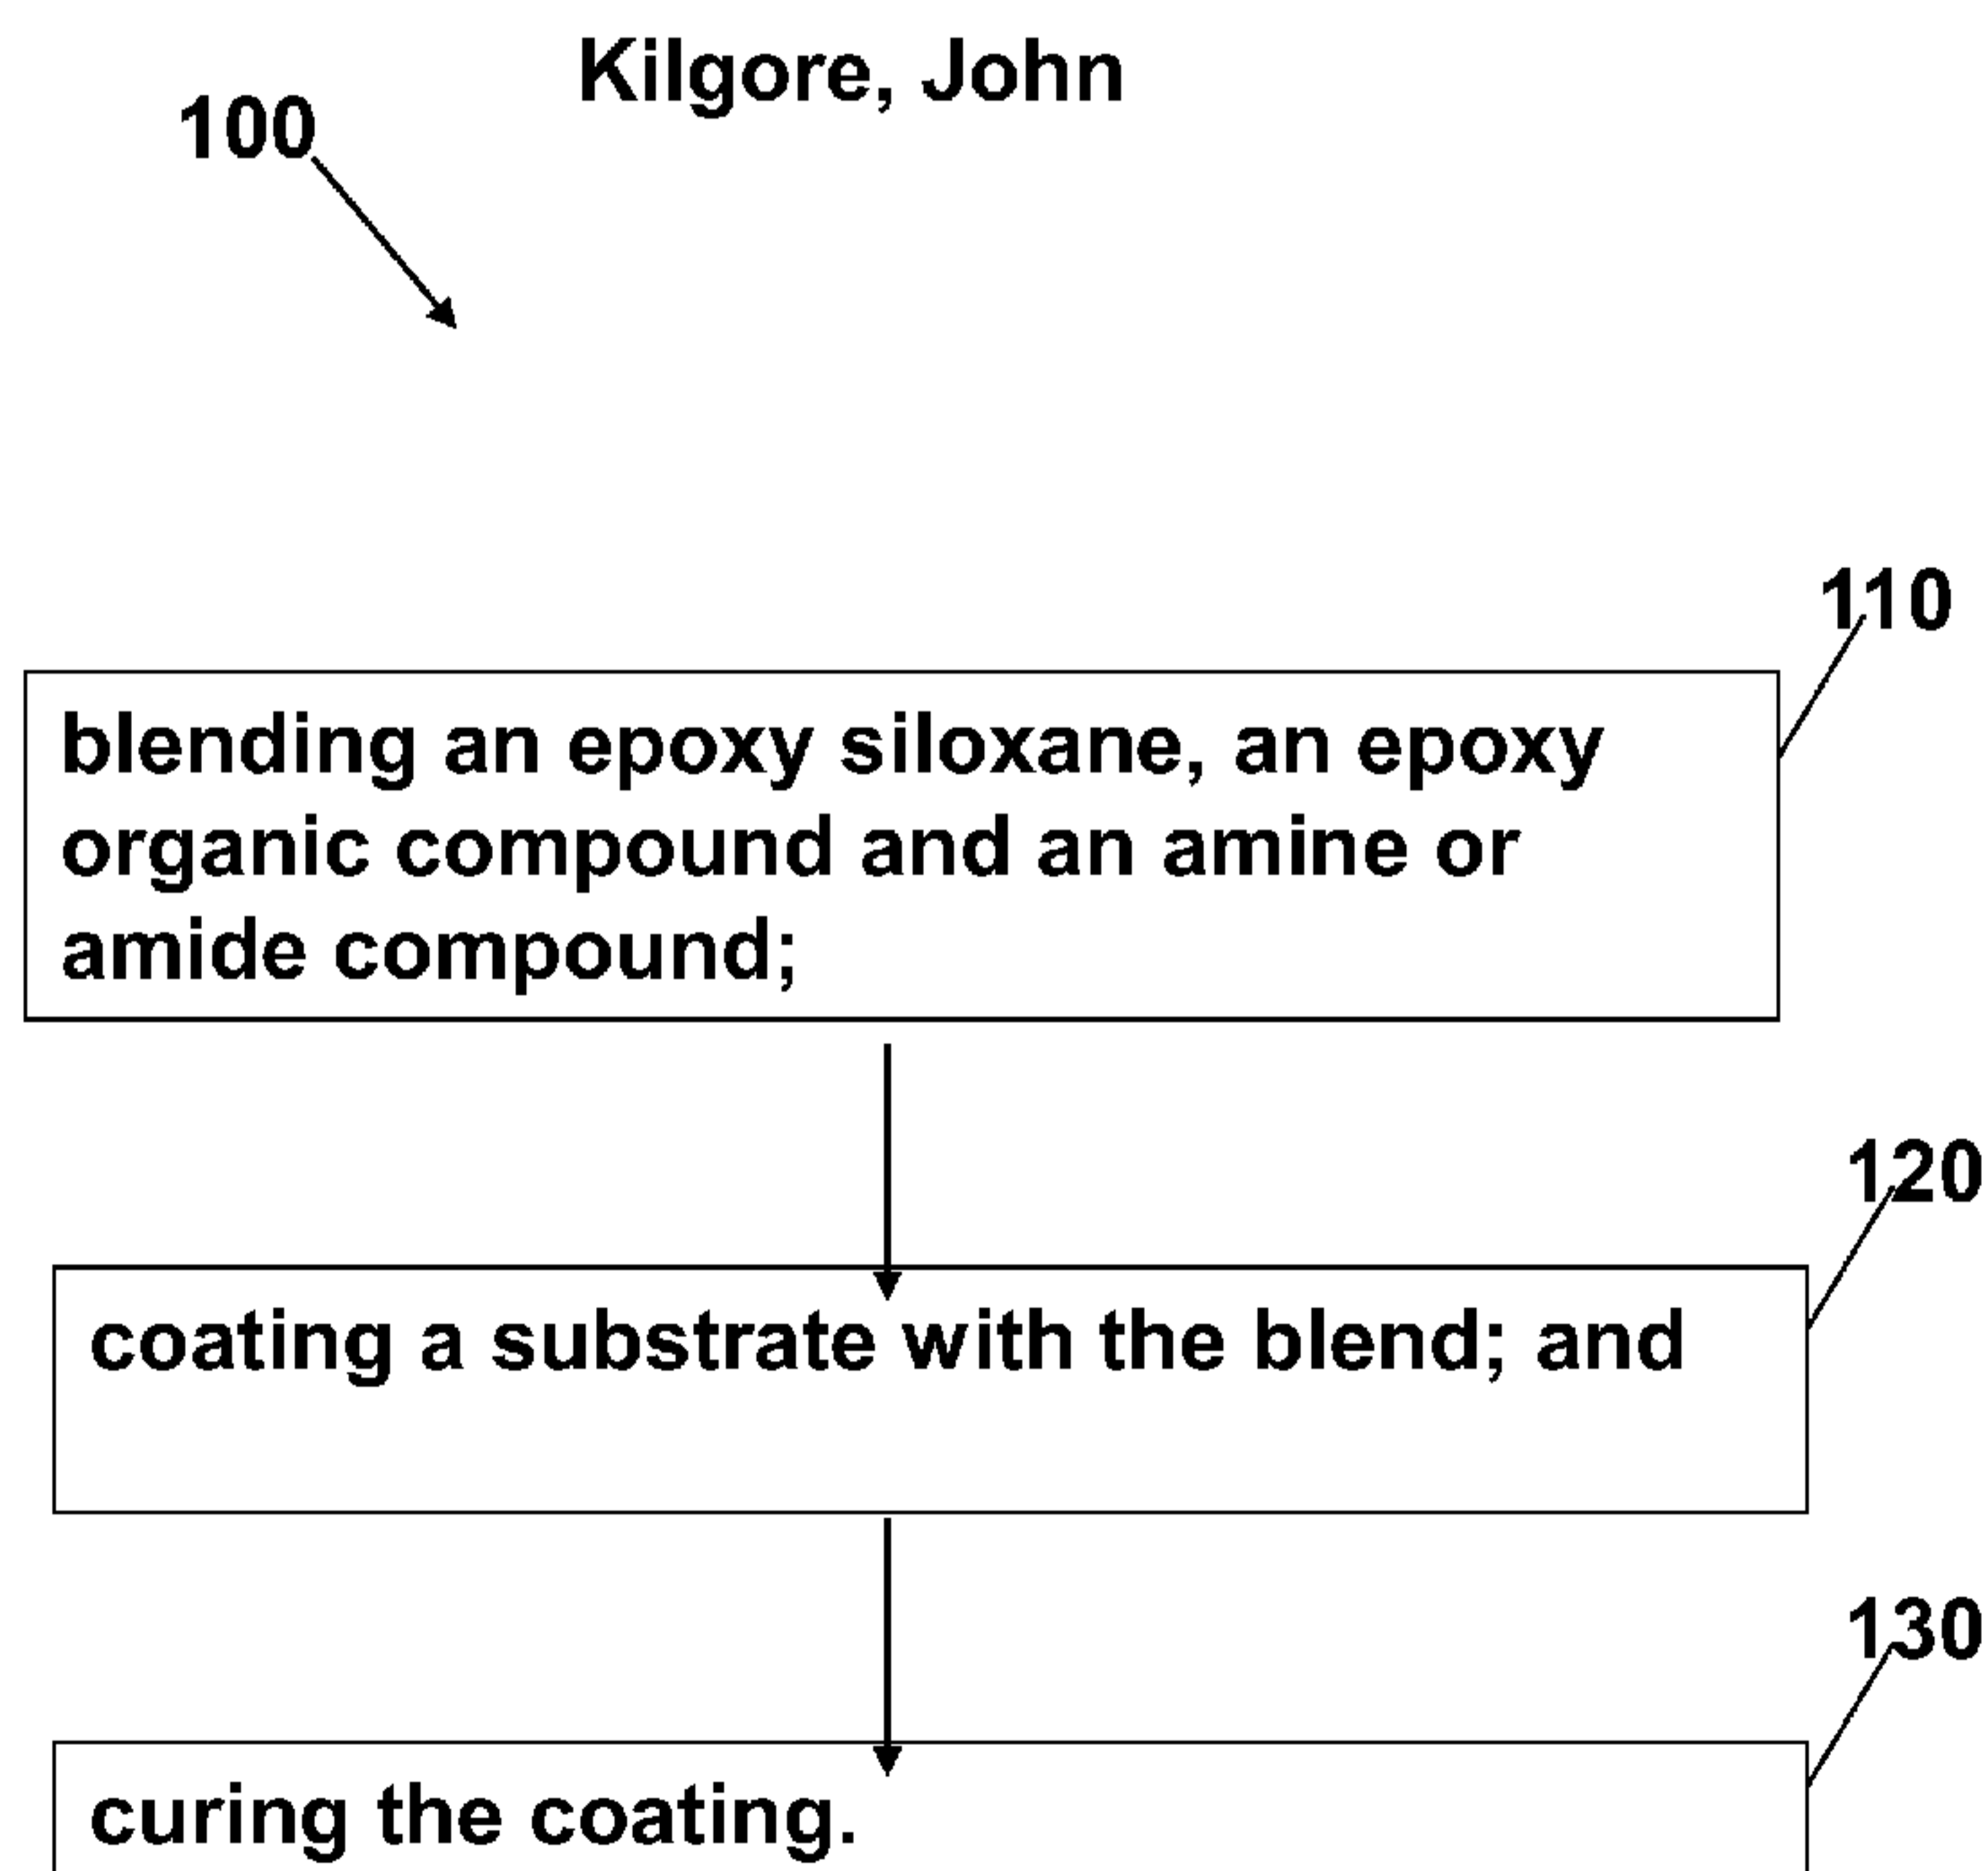 Kilgore, John
100
110
blending an epoxy siloxane, an epoxy
organic compound and an amine or
amide compound;
120
coating a substrate with the blend; and
130
curing the coating.